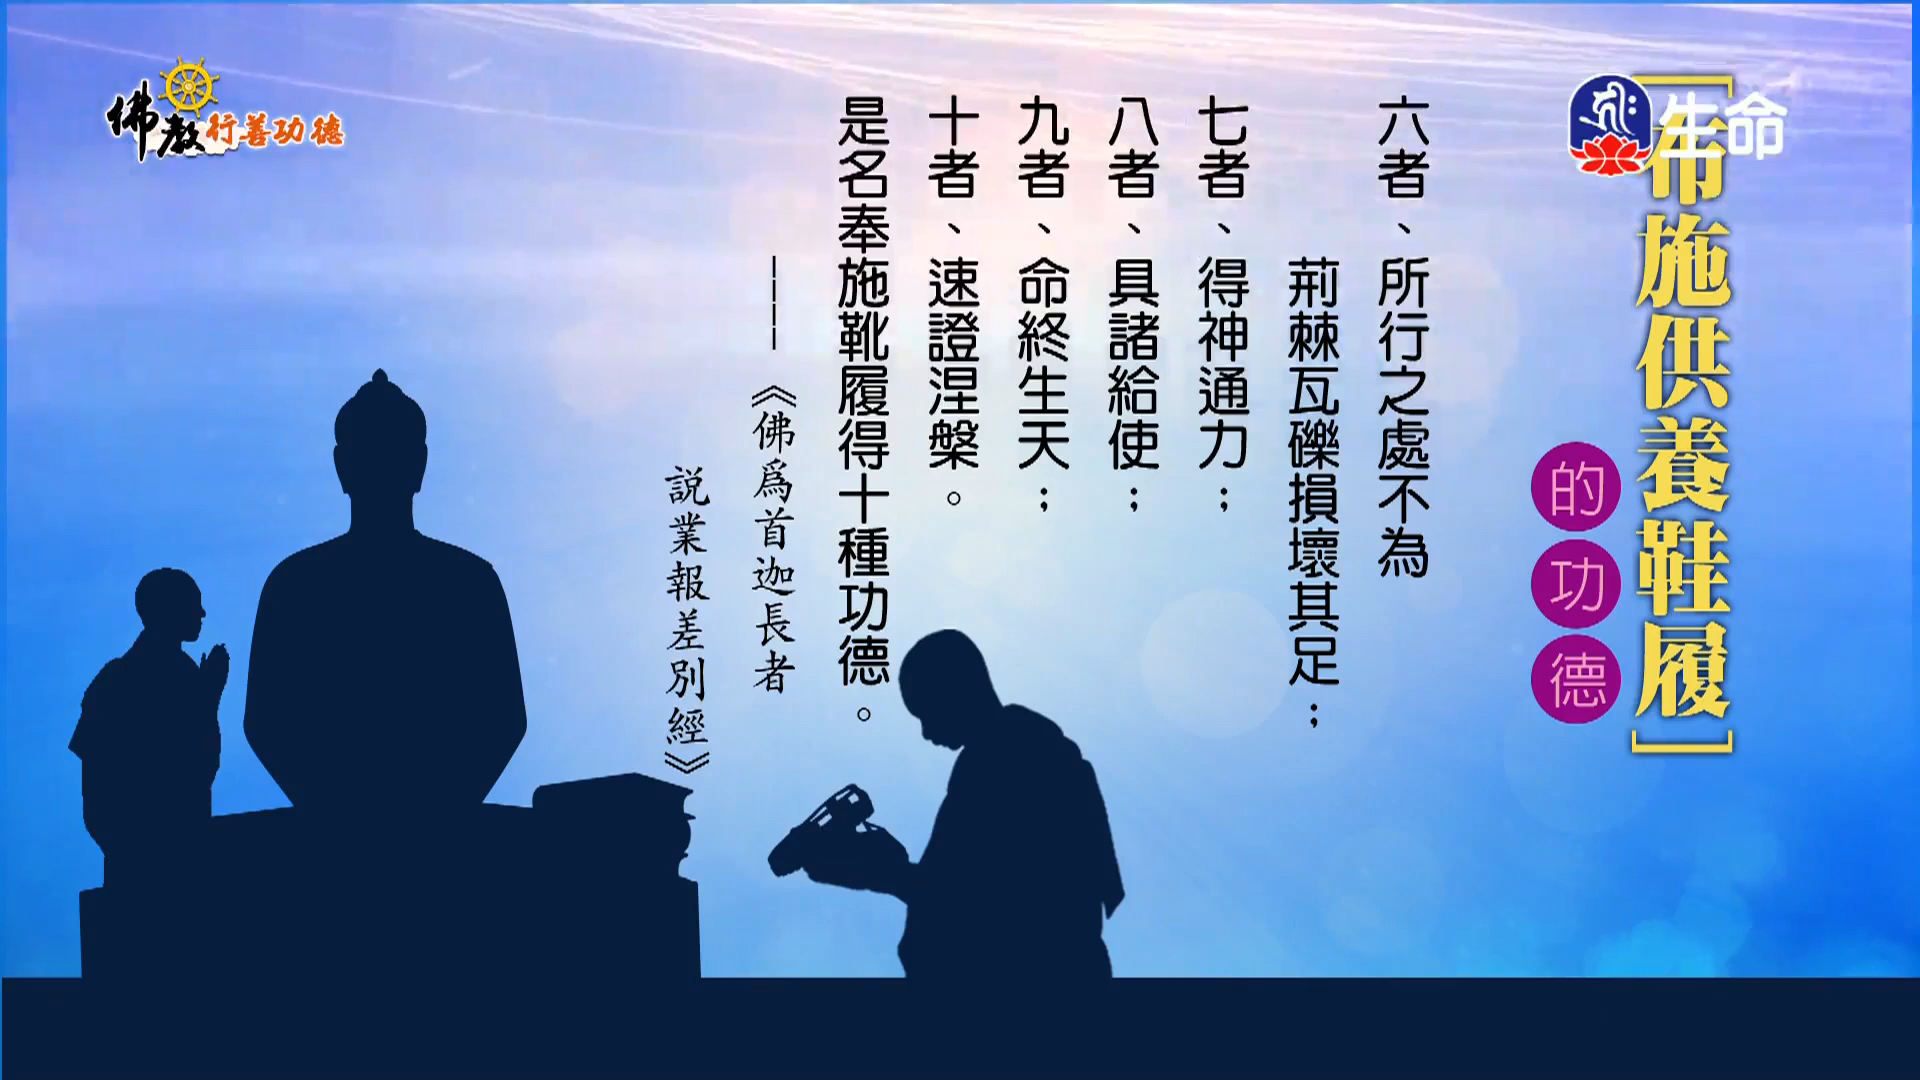 佛教行善功德
生命
「布施供養鞋履」
的功德
六者、所行之處不為
荊棘瓦礫損壞其足；
七者、得神通力；
八者、具諸給使；
九者、命終生天；
十者、速證涅槃。
是名奉施靴履得十種功德。
——《佛為首迦長者
説業報差別經》